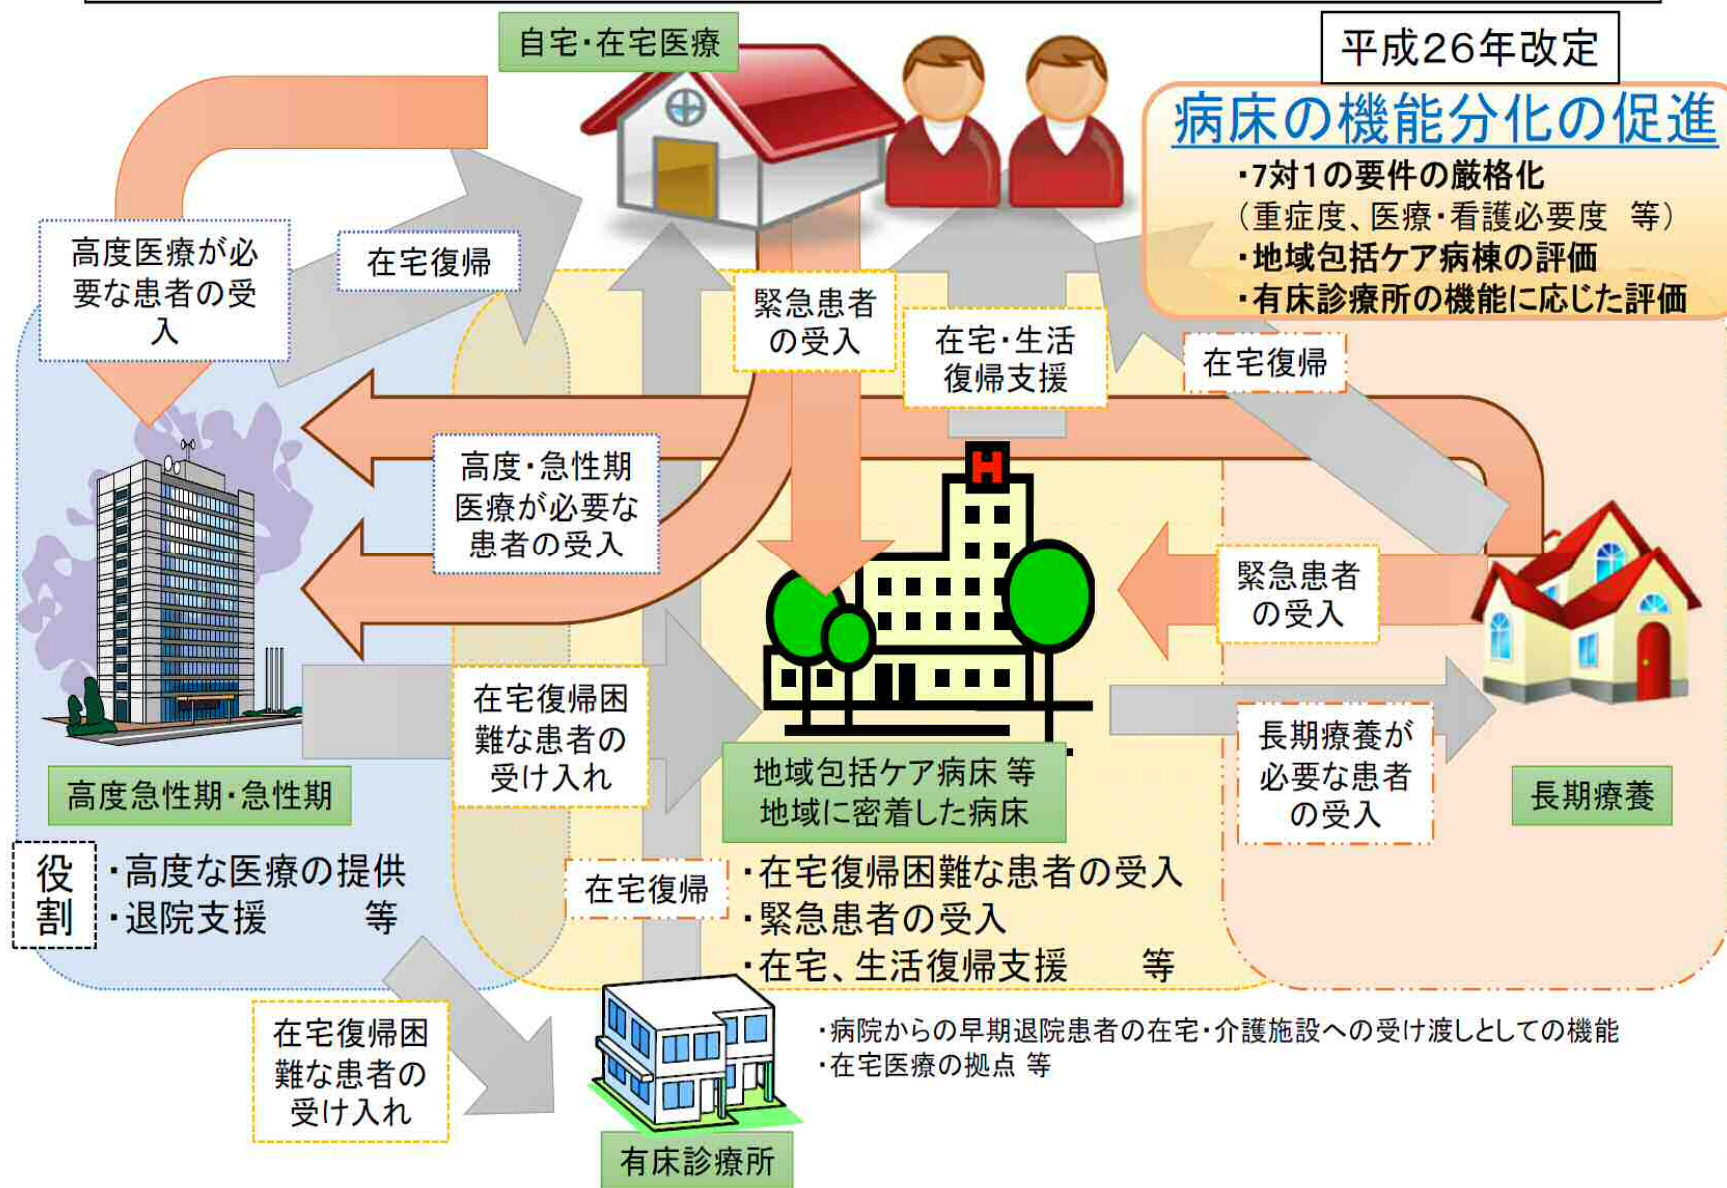 自宅・在宅医療
平成26年改定
病床の機能分化の促進
・7対1の要件の厳格化
（重症度、医療・看護必要度 等）
・地域包括ケア病棟の評価
・有床診療所の機能に応じた評価
高度医療が必
要な患者の受
入
在宅復帰
緊急患者
の受入
在宅・生活
復帰支援
在宅復帰
高度・急性期
医療が必要な
患者の受入
H
緊急患者
の受入
在宅復帰困
難な患者の
受け入れ
長期療養が
必要な患者
の受入
高度急性期・急性期
地域包括ケア病床 等
地域に密着した病床
長期療養
役
割
・高度な医療の提供
・退院支援 等
在宅復帰
・在宅復帰困難な患者の受入
・緊急患者の受入
・在宅、生活復帰支援 等
在宅復帰困
難な患者の
受け入れ
・病院からの早期退院患者の在宅・介護施設への受け渡しとしての機能
・在宅医療の拠点 等
有床診療所